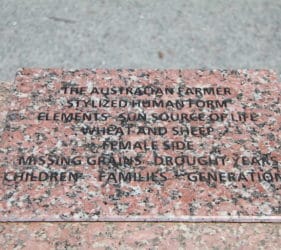 THE AUSTRALIAN FARMER
STYLIZED HUMAN FORM
ELEMENTS SUN SOURCE OF LIFE
WHEAT AND SHEEP
FEMALE SIDE
MISSING GRAINS DROUGHT YEARS
CHILDREN FAMILIES GENERATION